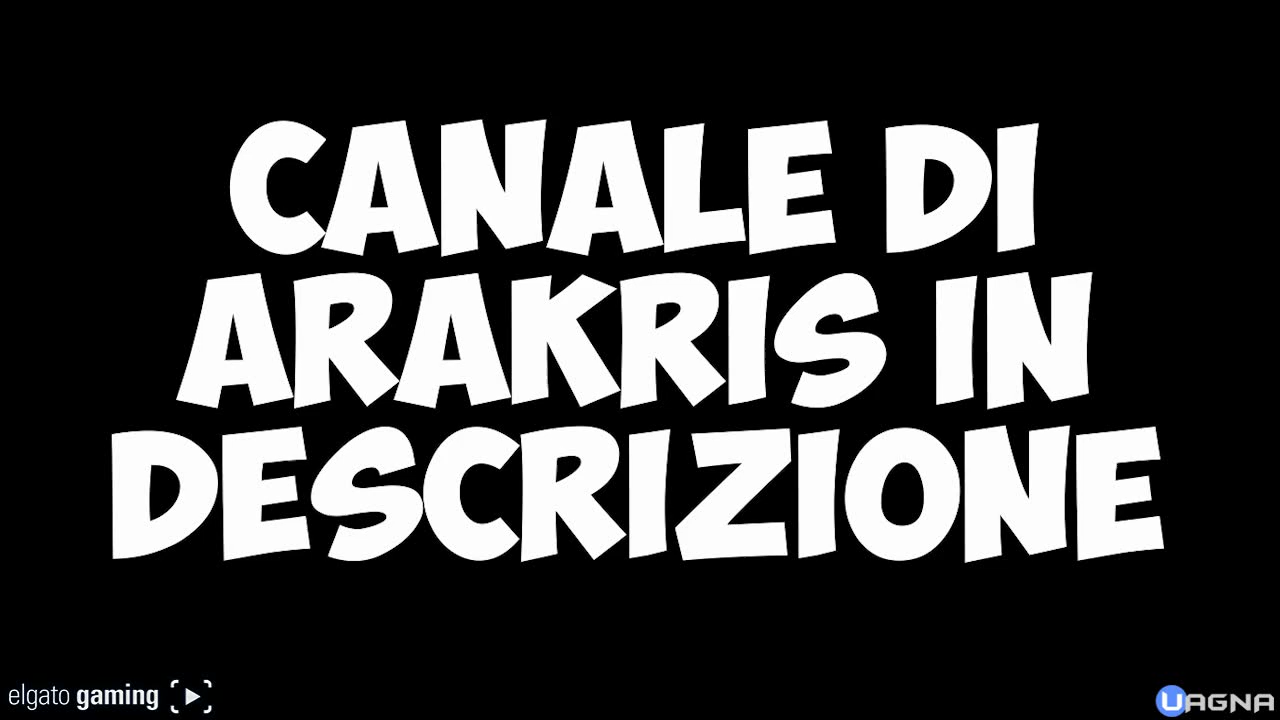 CANALE DI
ARAKRIS IN
DESCRIZIONE
elgato gaming
UAGNA